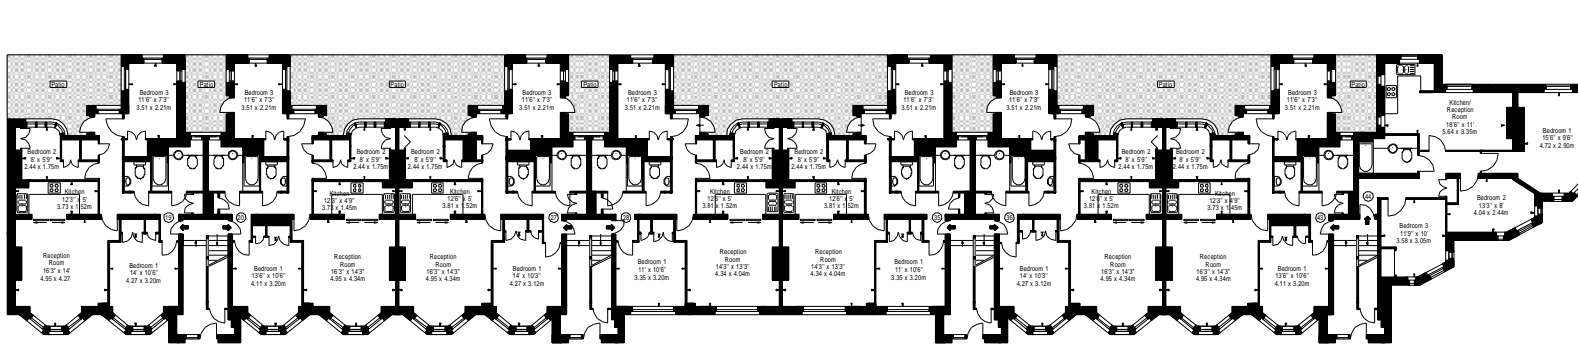 Patio
Patio
Patio
Patio
Patio
Patio
Patio
Bedroom 3
11'6" x 7'3"
3.51 x 2.21m
Bedroom 3
11'6" x 7'3"
3.51 x 2.21m
Bedroom 3
11'6" x 7'3"
3.51 x 2.21m
Bedroom 3
11'6" x 7'3"
3.51 x 2.21m
Bedroom 3
11'6" x 7'3"
3.51 x 2.21m
Bedroom 3
11'6" x 7'3"
3.51 x 2.21m
Bedroom 3
11'6" x 7'3"
3.51 x 2.21m
Kitchen/
Reception
Room
18'6" x 11'
5.64 x 3.35m
Bedroom 1
15'6" x 9'6"
4.72 x 2.90m
Bedroom 2
8' x 5'9"
2.44 x 1.75m
Bedroom 2
8' x 5'9"
2.44 x 1.75m
Bedroom 2
8' x 5'9"
2.44 x 1.75m
Bedroom 2
8' x 5'9"
2.44 x 1.75m
Bedroom 2
8' x 5'9"
2.44 x 1.75m
Bedroom 2
8' x 5'9"
2.44 x 1.75m
Bedroom 2
8' x 5'9"
2.44 x 1.75m
Kitchen
12'3" x 5'
3.73 x 1.52m
Kitchen
12'3" x 4'9"
3.73 x 1.45m
Kitchen
12'6" x 5'
3.81 x 1.52m
Kitchen
12'6" x 5'
3.81 x 1.52m
Kitchen
12'6" x 5'
3.81 x 1.52m
Kitchen
12'6" x 5'
3.81 x 1.52m
Kitchen
12'3" x 4'9"
3.73 x 1.45m
Bedroom 2
13'3" x 8'
4.04 x 2.44m
19
20
27
28
35
36
43
44
Bedroom 3
11'9" x 10'
3.58 x 3.05m
Reception
Room
16'3" x 14'
4.95 x 4.27
Bedroom 1
14' x 10'6"
4.27 x 3.20m
Bedroom 1
13'6" x 10'6"
4.11 x 3.20m
Reception
Room
16'3" x 14'3"
4.95 x 4.34m
Reception
Room
16'3" x 14'3"
4.95 x 4.34m
Bedroom 1
14' x 10'3"
4.27 x 3.12m
Bedroom 1
11' x 10'6"
3.35 x 3.20m
Reception
Room
14'3" x 13'3"
4.34 x 4.04m
Reception
Room
14'3" x 13'3"
4.34 x 4.04m
Bedroom 1
11' x 10'6"
3.35 x 3.20m
Bedroom 1
14' x 10'3"
4.27 x 3.12m
Reception
Room
16'3" x 14'3"
4.95 x 4.34m
Reception
Room
16'3" x 14'3"
4.95 x 4.34m
Bedroom 1
13'6" x 10'6"
4.11 x 3.20m